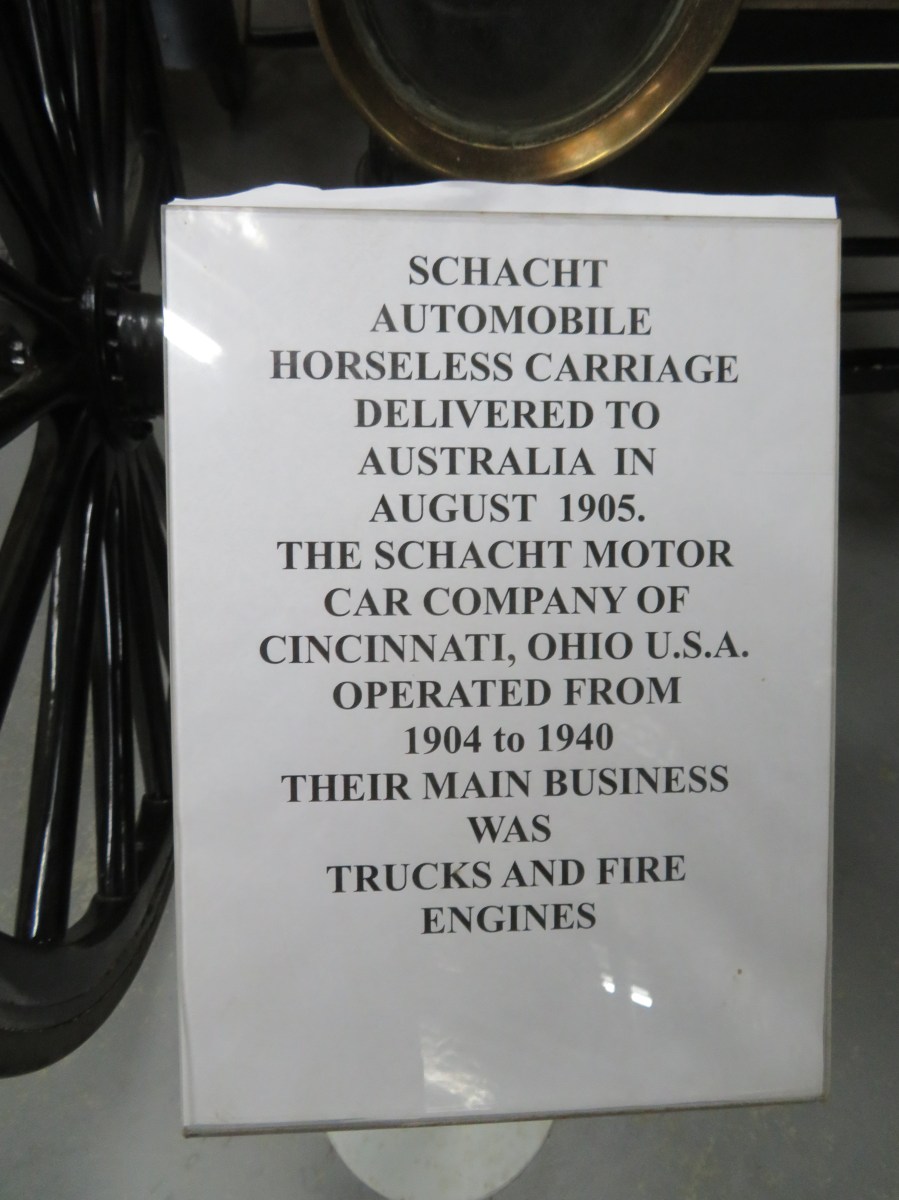 SCHACHT
AUTOMOBILE
HORSELESS CARRIAGE
DELIVERED TO
AUSTRALIA IN
AUGUST 1905.
THE SCHACHT MOTOR
CAR COMPANY OF
CINCINNATI, OHIO U.S.A.
OPERATED FROM
1904 to 1940
THEIR MAIN BUSINESS
WAS
TRUCKS AND FIRE
ENGINES